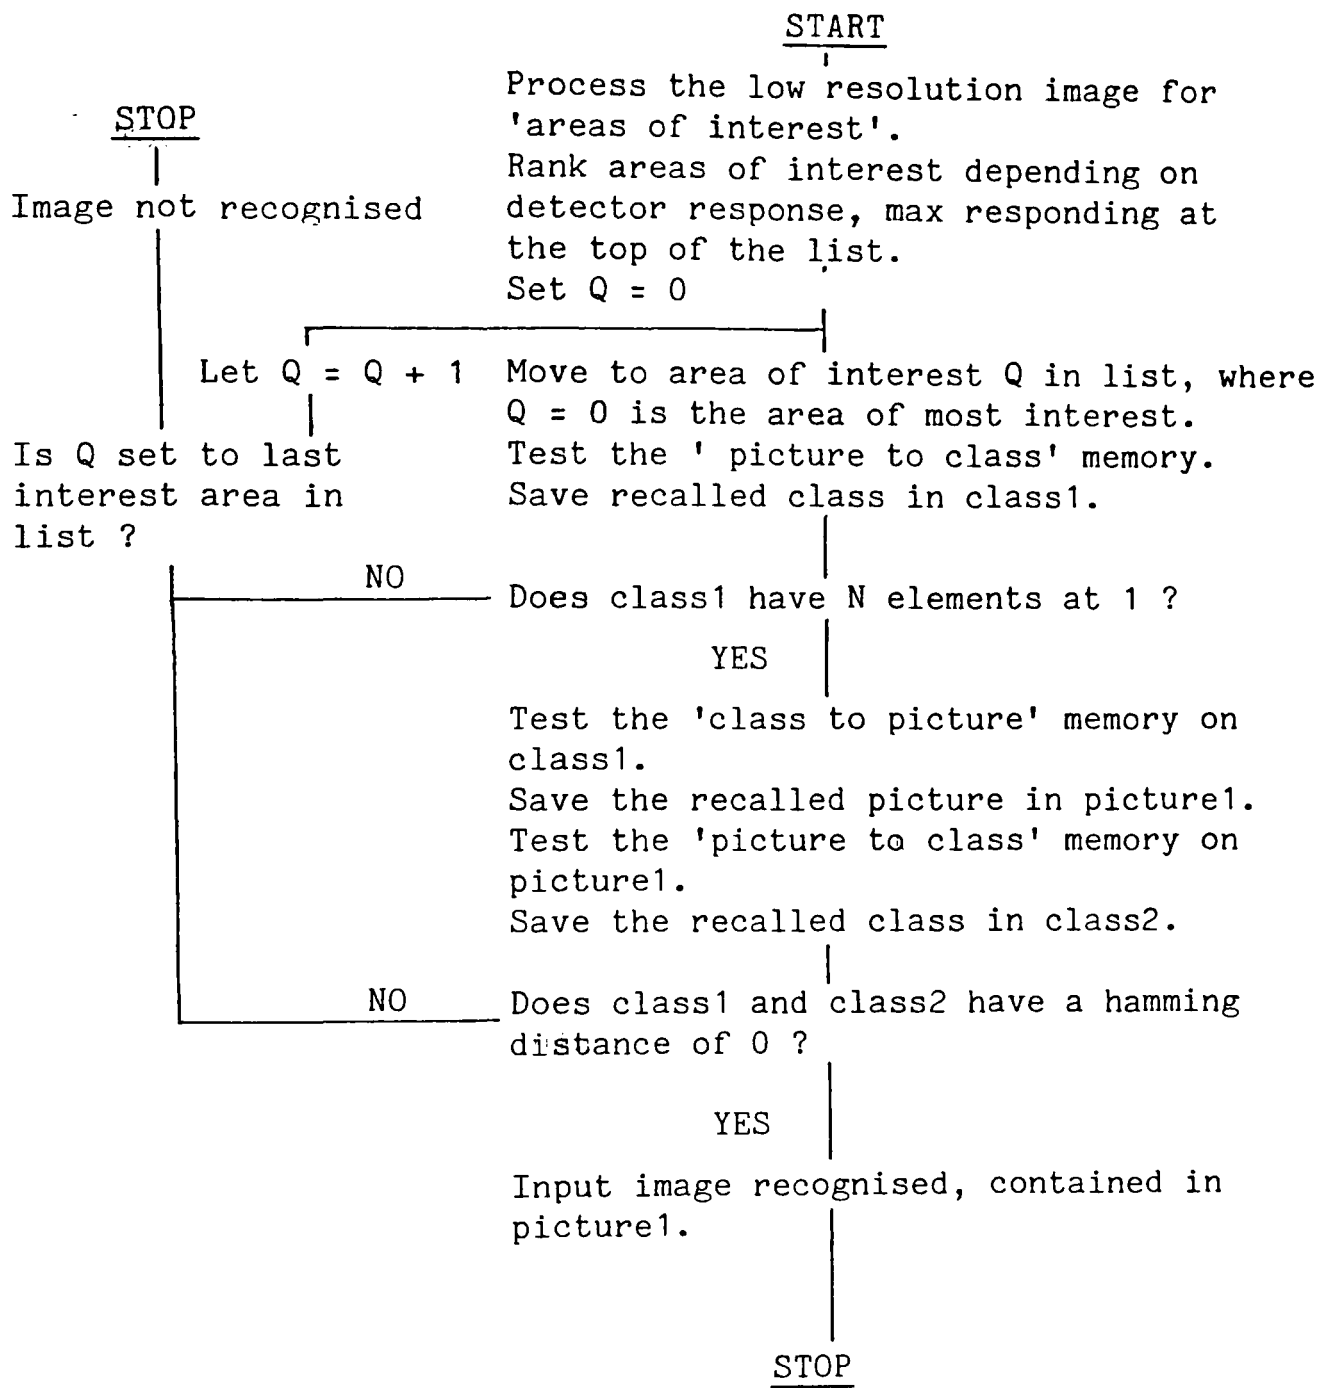 START
Process the low resolution image for
'areas of interest'.
Rank areas of interest depending on
detector response, max responding at
the top of the list.
Set Q = 0
STOP
Image not recognised
Let Q = Q + 1
Is Q set to last
interest area in
list ?
Move to area of interest Q in list, where
Q = 0 is the area of most interest.
Test the ' picture to class' memory.
Save recalled class in class1.
NO
Does class1 have N elements at 1 ?
YES
Test the 'class to picture' memory on
class1.
Save the recalled picture in picture1.
Test the 'picture to class' memory on
picture1.
Save the recalled class in class2.
NO
Does class1 and class2 have a hamming
distance of 0 ?
YES
Input image recognised, contained in
picture1.
STOP